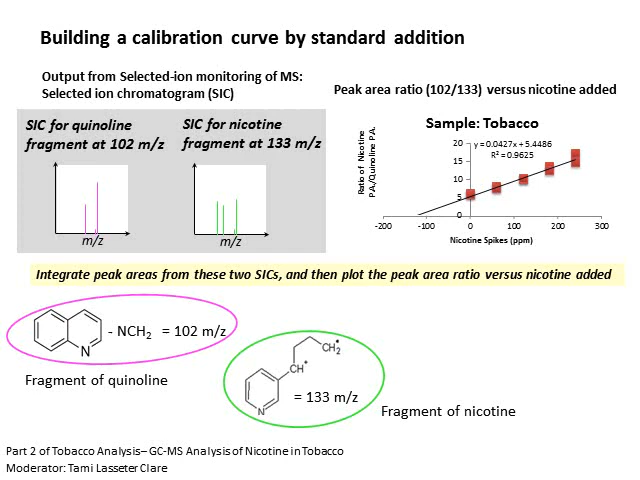 Building a calibration curve by standard addition
Output from Selected-ion monitoring of MS:
Selected ion chromatogram (SIC)
SIC for quinoline
fragment at 102 m/z
SIC for nicotine
fragment at 133 m/z
m/z
m/z
Peak area ratio (102/133) versus nicotine added
Sample: Tobacco
y = 0.0427x + 5.4486
R² = 0.9625
Ratio of Nicotine
P.A./Quinoline P.A.
20
15
10
5
0
-200 -100 0 100 200 300
Nicotine Spikes (ppm)
Integrate peak areas from these two SICs, and then plot the peak area ratio versus nicotine added
N
- NCH₂ = 102 m/z
Fragment of quinoline
CH₂
CH
N
= 133 m/z
Fragment of nicotine
Part 2 of Tobacco Analysis– GC-MS Analysis of Nicotine in Tobacco
Moderator: Tami Lasseter Clare